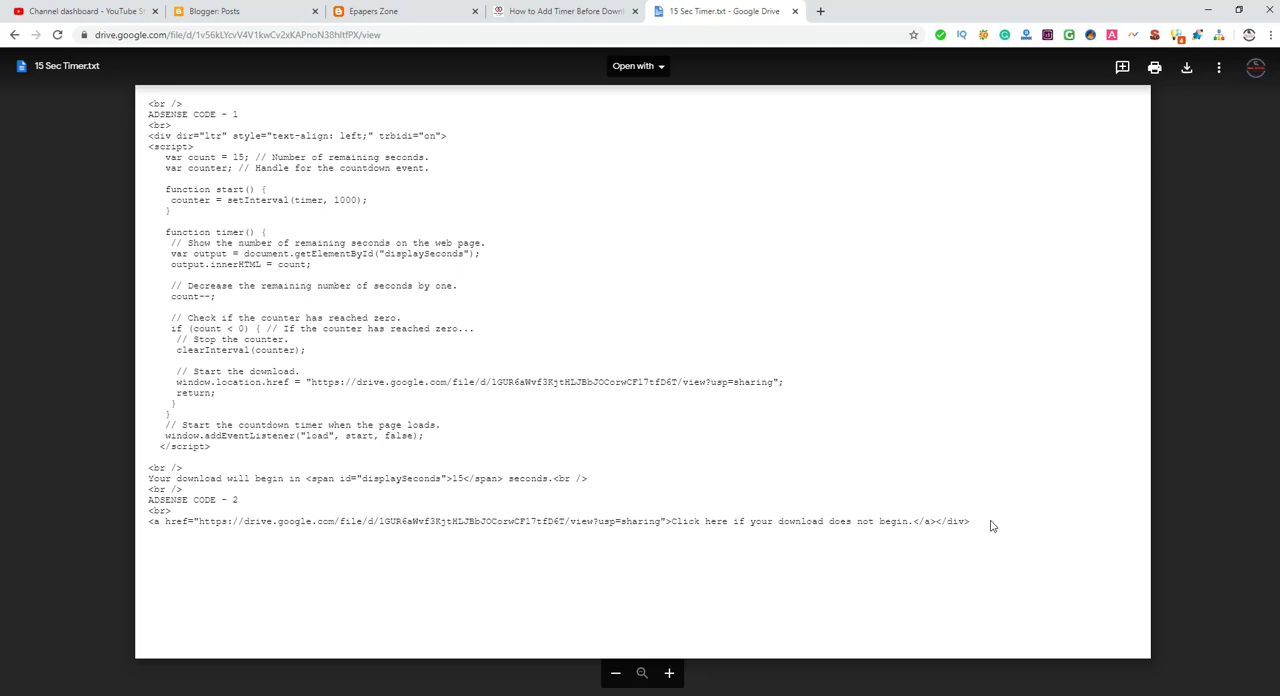 Channel dashboard - YouTube St
Blogger: Posts
Epapers Zone
How to Add Timer Before Downl
15 Sec Timer.txt - Google Drive
drive.google.com/file/d/1v56kLYcvV4V1kwCv2xKAPnoN38hItfPX/view
15 Sec Timer.txt
Open with
<br />
ADSENSE CODE - 1
<br>
<div dir="ltr" style="text-align: left;" trbidi="on">
<script>
var count = 15; // Number of remaining seconds.
var counter; // Handle for the countdown event.
function start() {
counter = setInterval(timer, 1000);
}
function timer() {
// Show the number of remaining seconds on the web page.
var output = document.getElementById("displaySeconds");
output.innerHTML = count;
// Decrease the remaining number of seconds by one.
count--;
// Check if the counter has reached zero.
if (count < 0) { // If the counter has reached zero...
// Stop the counter.
clearInterval(counter);
// Start the download.
window.location.href = "https://drive.google.com/file/d/1GUR6aWvf3KjtHLJBbJOCorwCF17tfD6T/view?usp=sharing";
return;
}
}
// Start the countdown timer when the page loads.
window.addEventListener("load", start, false);
</script>
<br />
Your download will begin in <span id="displaySeconds">15</span> seconds.<br />
<br />
ADSENSE CODE - 2
<br>
<a href="https://drive.google.com/file/d/1GUR6aWvf3KjtHLJBbJOCorwCF17tfD6T/view?usp=sharing">Click here if your download does not begin.</a></div>